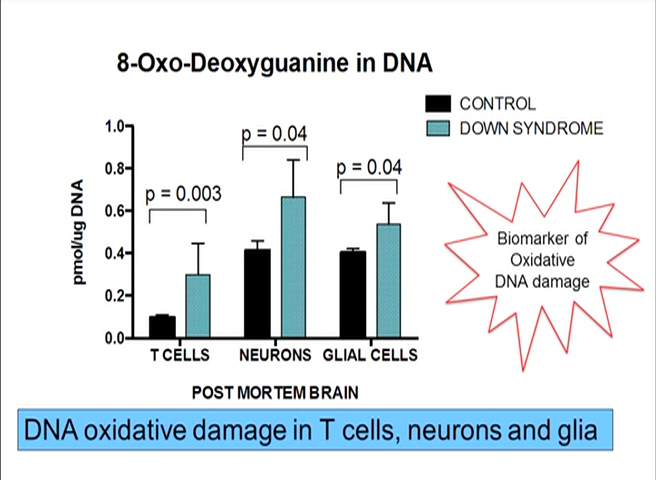 8-Oxo-Deoxyguanine in DNA
CONTROL
DOWN SYNDROME
pmol/ug DNA
1.0
0.8
0.6
0.4
0.2
0.0
p = 0.003
p = 0.04
p = 0.04
T CELLS
NEURONS
GLIAL CELLS
POST MORTEM BRAIN
Biomarker of
Oxidative
DNA damage
DNA oxidative damage in T cells, neurons and glia